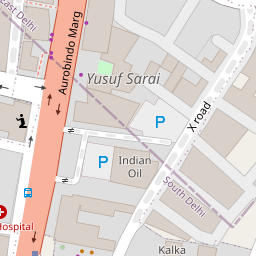 East Delhi
Aurobindo Marg
Yusuf Sarai
P
X road
i
P
Indian
Oil
South Delhi
Hospital
Kalka